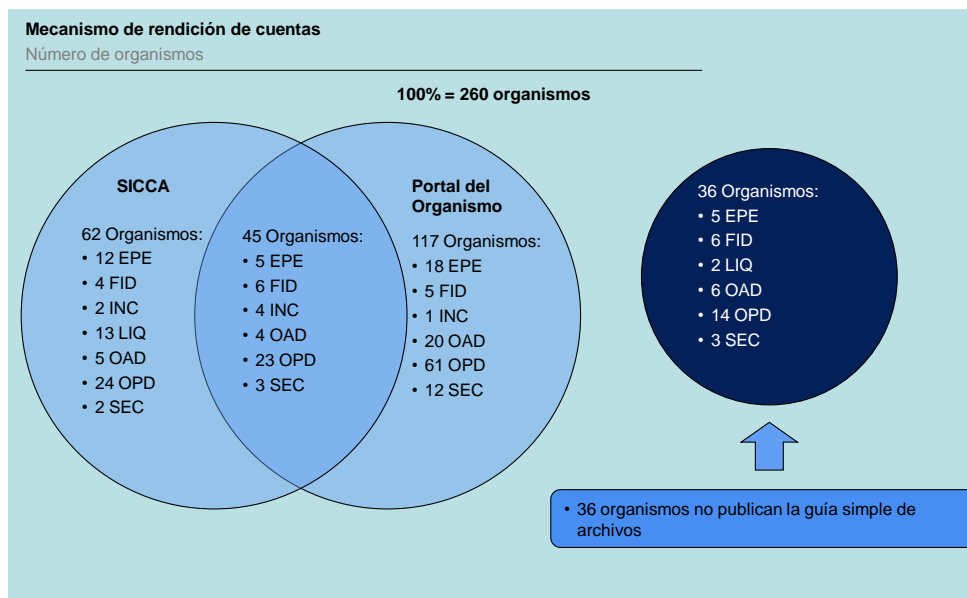 Mecanismo de rendición de cuentas
Número de organismos
100% = 260 organismos
SICCA
62 Organismos:
• 12 EPE
• 4 FID
• 2 INC
• 13 LIQ
• 5 OAD
• 24 OPD
• 2 SEC
45 Organismos:
• 5 EPE
• 6 FID
• 4 INC
• 4 OAD
• 23 OPD
• 3 SEC
Portal del
Organismo
117 Organismos:
• 18 EPE
• 5 FID
• 1 INC
• 20 OAD
• 61 OPD
• 12 SEC
36 Organismos:
• 5 EPE
• 6 FID
• 2 LIQ
• 6 OAD
• 14 OPD
• 3 SEC
• 36 organismos no publican la guía simple de
archivos